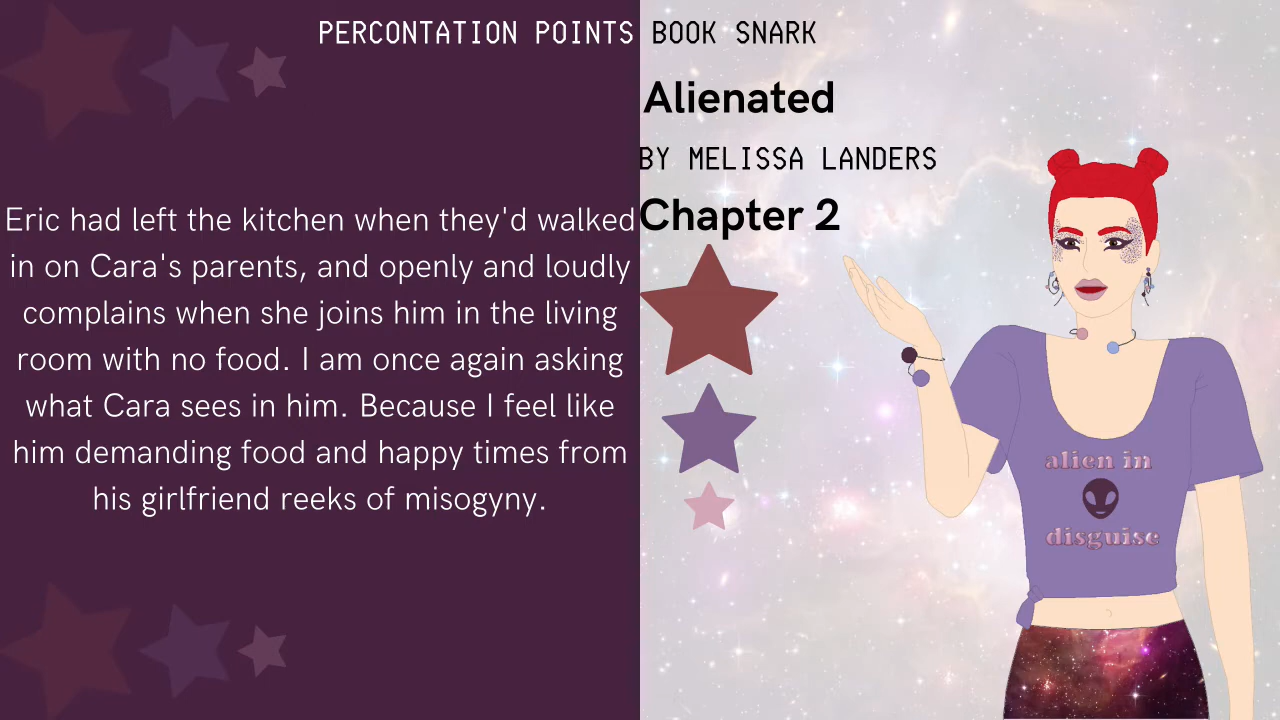 PERCONTATION POINTS BOOK SNARK
Alienated
BY MELISSA LANDERS
Chapter 2
Eric had left the kitchen when they'd walked
in on Cara's parents, and openly and loudly
complains when she joins him in the living
room with no food. I am once again asking
what Cara sees in him. Because I feel like
him demanding food and happy times from
his girlfriend reeks of misogyny.
alien in
disguise